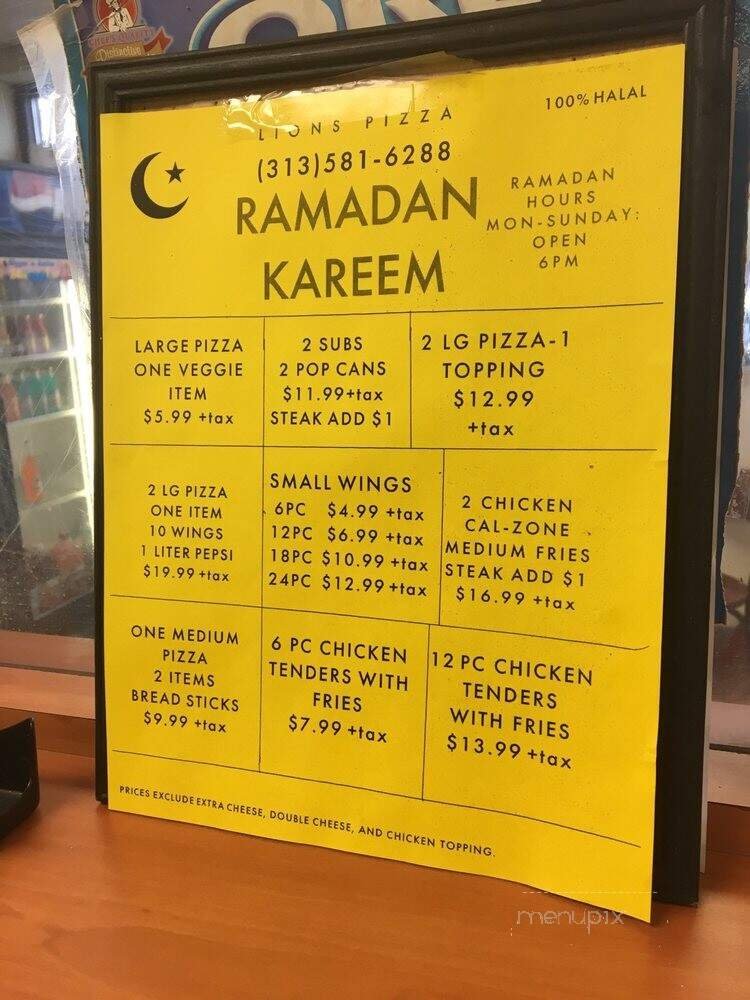 Distinctive
LIONS PIZZA
100% HALAL
(313)581-6288
RAMADAN
KAREEM
RAMADAN
HOURS
MON-SUNDAY:
OPEN
6PM
LARGE PIZZA
ONE VEGGIE
ITEM
$5.99 +tax
2 SUBS
2 POP CANS
$11.99+tax
STEAK ADD $1
2 LG PIZZA-1
TOPPING
$12.99
+tax
2 LG PIZZA
ONE ITEM
10 WINGS
1 LITER PEPSI
$19.99 +tax
SMALL WINGS
6PC $4.99 +tax
12PC $6.99 +tax
18PC $10.99 +tax
24PC $12.99 +tax
2 CHICKEN
CAL-ZONE
MEDIUM FRIES
STEAK ADD $1
$16.99 +tax
ONE MEDIUM
PIZZA
2 ITEMS
BREAD STICKS
$9.99 +tax
6 PC CHICKEN
TENDERS WITH
FRIES
$7.99 +tax
12 PC CHICKEN
TENDERS
WITH FRIES
$13.99 +tax
PRICES EXCLUDE EXTRA CHEESE, DOUBLE CHEESE, AND CHICKEN TOPPING.
menupix